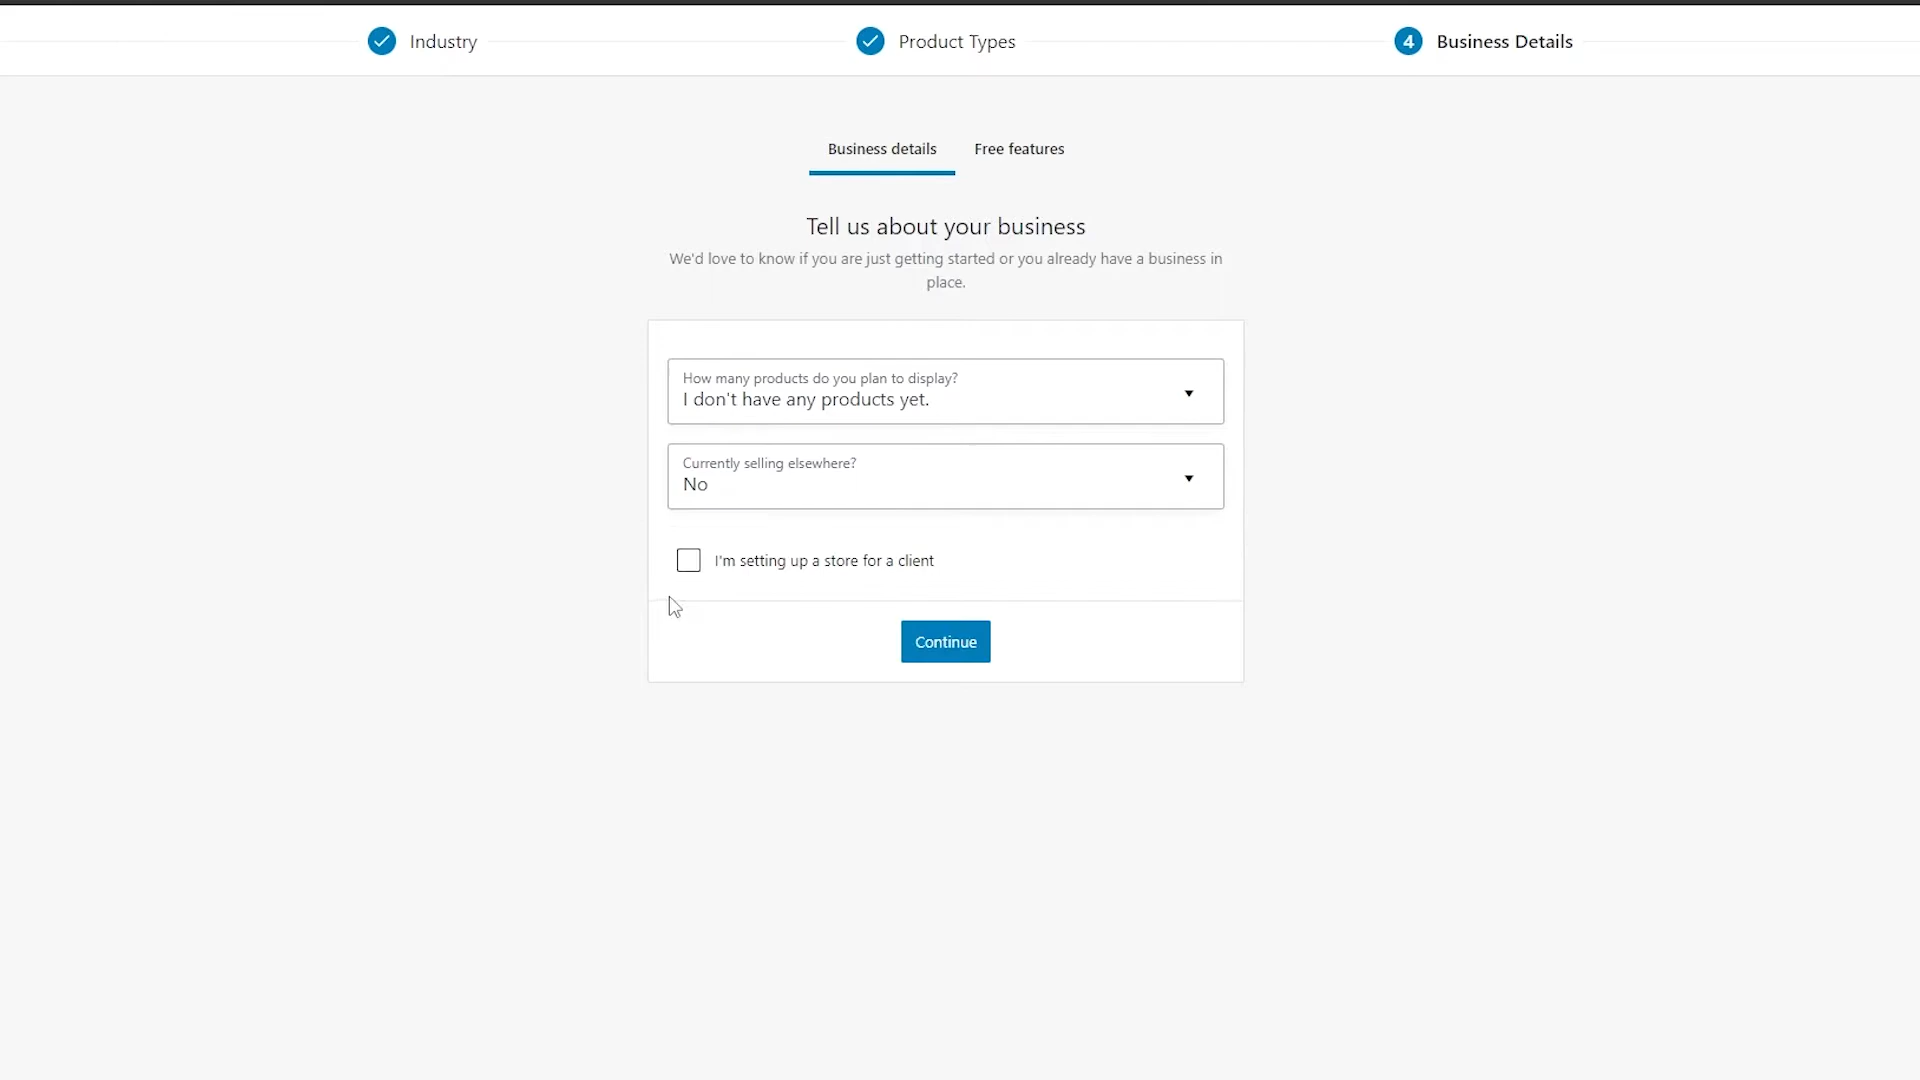 Industry
Product Types
4 Business Details
Business details
Free features
Tell us about your business
We'd love to know if you are just getting started or you already have a business in
place.
How many products do you plan to display?
I don't have any products yet.
Currently selling elsewhere?
No
I'm setting up a store for a client
Continue